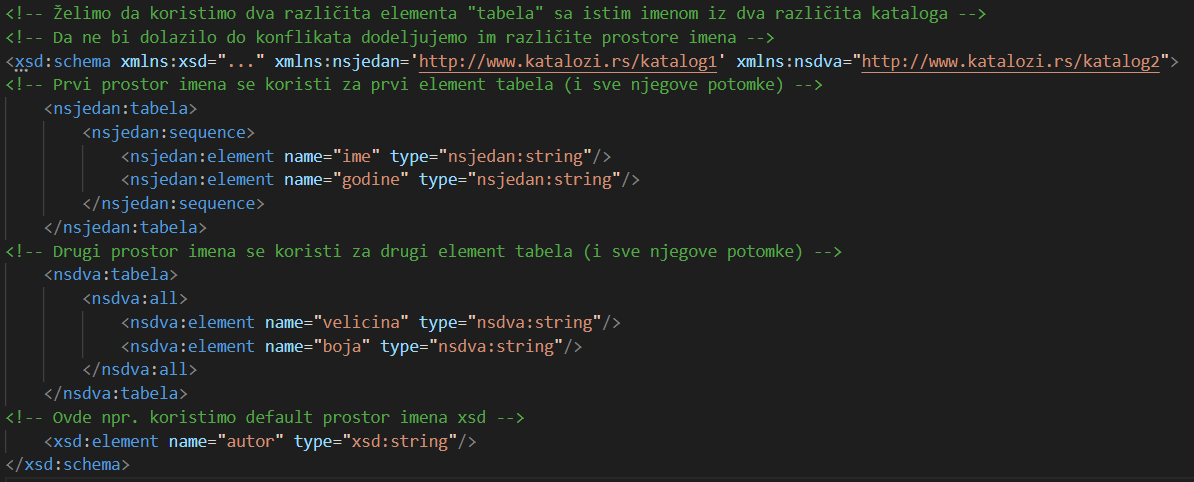 <!-- Želimo da koristimo dva različita elementa "tabela" sa istim imenom iz dva različita kataloga -->
<!-- Da ne bi dolazilo do konflikata dodeljujemo im različite prostore imena -->
<xsd:schema xmlns:xsd="..." xmlns:nsjedan='http://www.katalozi.rs/katalog1' xmlns:nsdva="http://www.katalozi.rs/katalog2">
<!-- Prvi prostor imena se koristi za prvi element tabela (i sve njegove potomke) -->
    <nsjedan:tabela>
        <nsjedan:sequence>
            <nsjedan:element name="ime" type="nsjedan:string"/>
            <nsjedan:element name="godine" type="nsjedan:string"/>
        </nsjedan:sequence>
    </nsjedan:tabela>
<!-- Drugi prostor imena se koristi za drugi element tabela (i sve njegove potomke) -->
    <nsdva:tabela>
        <nsdva:all>
            <nsdva:element name="velicina" type="nsdva:string"/>
            <nsdva:element name="boja" type="nsdva:string"/>
        </nsdva:all>
    </nsdva:tabela>
<!-- Ovde npr. koristimo default prostor imena xsd -->
    <xsd:element name="autor" type="xsd:string"/>
</xsd:schema>